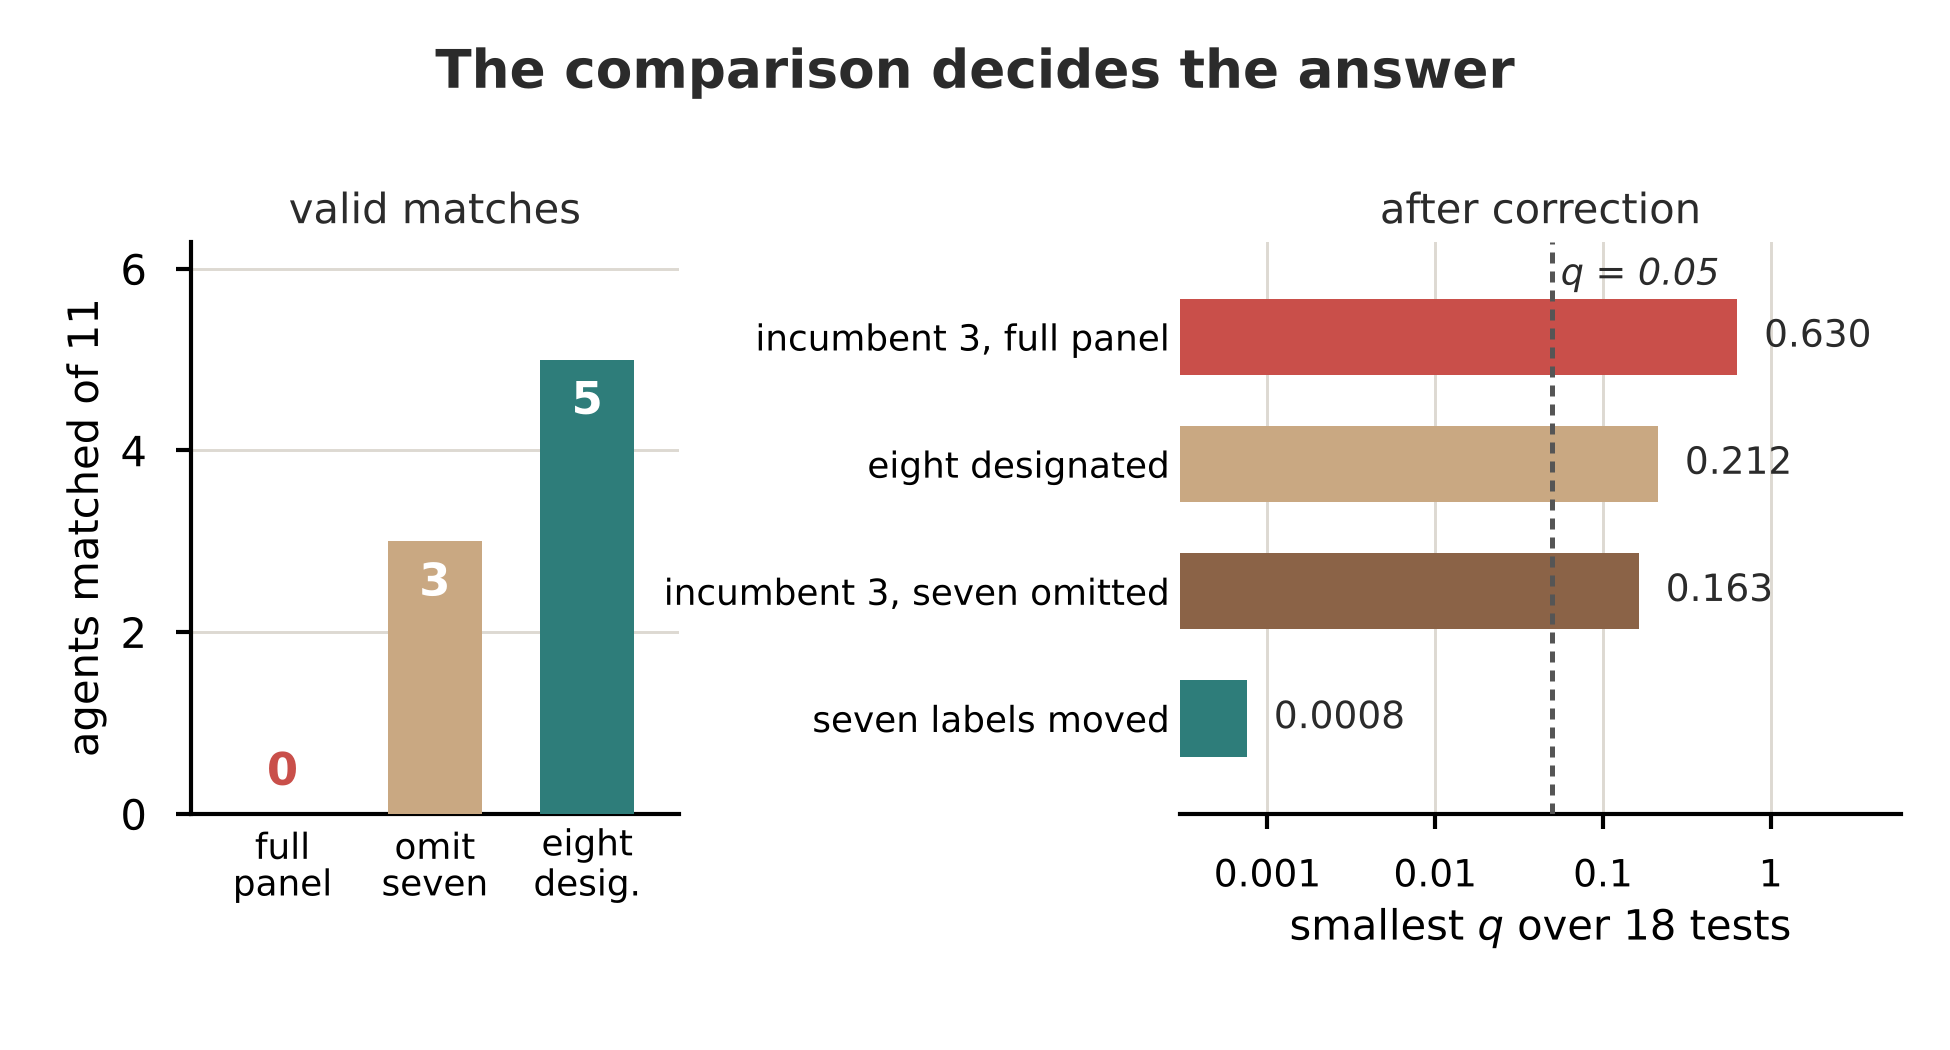 The comparison decides the answer
valid matches
agents matched of 11
6
4
2
0
0
3
5
full
panel
omit
seven
eight
desig.
after correction
q = 0.05
incumbent 3, full panel
0.630
eight designated
0.212
incumbent 3, seven omitted
0.163
seven labels moved
0.0008
0.001
0.01
0.1
1
smallest q over 18 tests